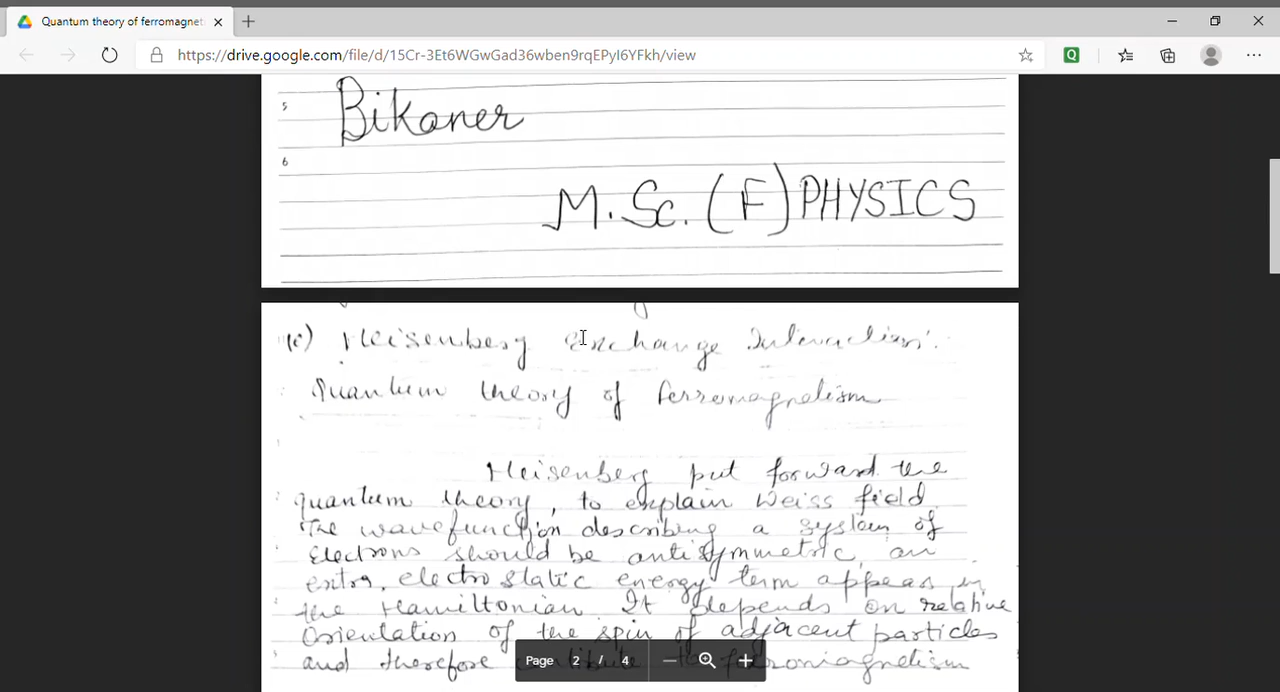 Quantum theory of ferromagnet
https://drive.google.com/file/d/15Cr-3Et6WGwGad36wben9rqEPyI6YFkh/view
5
Bikaner
6
M.Sc. (F) PHYSICS
Heisenberg Exchange Interaction.
Quantum theory of ferromagnetism
Heisenberg put forward the
quantum theory, to explain Weiss field
The wavefunction describing a system of
Electrons should be antisymmetric, an
extra, electrostatic energy term appears in
the Hamiltonian It depends on relative
Orientation of the spin of adjacent particles
and therefore ferromagnetism
Page 2 / 4